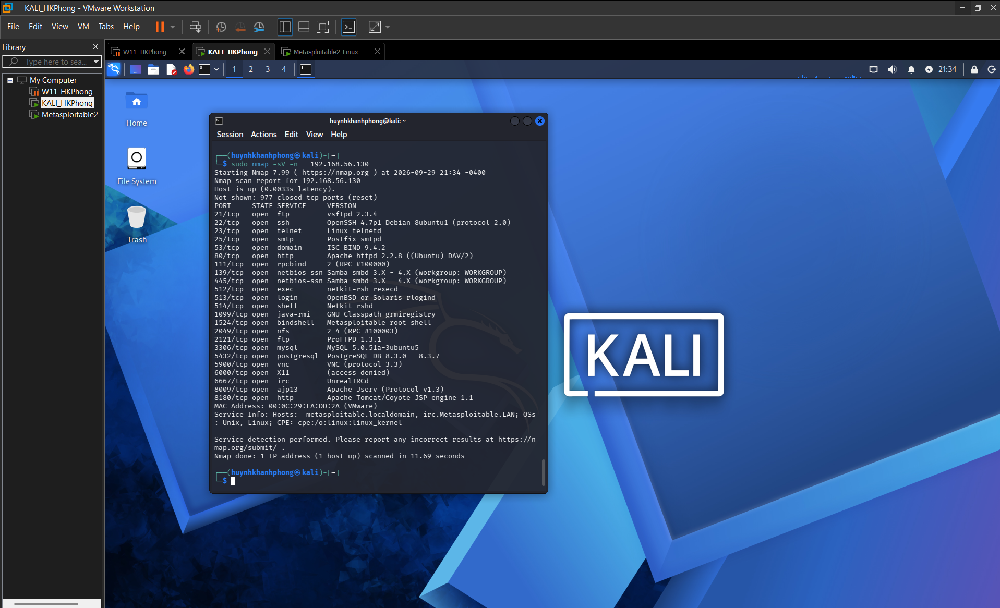 KALI_HKPhong - VMware Workstation
File Edit View VM Tabs Help
Library
Type here to sea...
My Computer
W11_HKPhong
KALI_HKPhong
Metasploitable2-
W11_HKPhong
KALI_HKPhong
Metasploitable2-Linux
1 2 3 4
21:34
Home
File System
Trash
huynhkhanhphong@kali: ~
Session Actions Edit View Help
┌──(huynhkhanhphong㉿kali)-[~]
└─$ sudo nmap -sV -n   192.168.56.130
Starting Nmap 7.99 ( https://nmap.org ) at 2026-09-29 21:34 -0400
Nmap scan report for 192.168.56.130
Host is up (0.0033s latency).
Not shown: 977 closed tcp ports (reset)
PORT     STATE SERVICE     VERSION
21/tcp   open  ftp         vsftpd 2.3.4
22/tcp   open  ssh         OpenSSH 4.7p1 Debian 8ubuntu1 (protocol 2.0)
23/tcp   open  telnet      Linux telnetd
25/tcp   open  smtp        Postfix smtpd
53/tcp   open  domain      ISC BIND 9.4.2
80/tcp   open  http        Apache httpd 2.2.8 ((Ubuntu) DAV/2)
111/tcp  open  rpcbind     2 (RPC #100000)
139/tcp  open  netbios-ssn Samba smbd 3.X - 4.X (workgroup: WORKGROUP)
445/tcp  open  netbios-ssn Samba smbd 3.X - 4.X (workgroup: WORKGROUP)
512/tcp  open  exec        netkit-rsh rexecd
513/tcp  open  login       OpenBSD or Solaris rlogind
514/tcp  open  shell       Netkit rshd
1099/tcp open  java-rmi    GNU Classpath grmiregistry
1524/tcp open  bindshell   Metasploitable root shell
2049/tcp open  nfs         2-4 (RPC #100003)
2121/tcp open  ftp         ProFTPD 1.3.1
3306/tcp open  mysql       MySQL 5.0.51a-3ubuntu5
5432/tcp open  postgresql  PostgreSQL DB 8.3.0 - 8.3.7
5900/tcp open  vnc         VNC (protocol 3.3)
6000/tcp open  X11         (access denied)
6667/tcp open  irc         UnrealIRCd
8009/tcp open  ajp13       Apache Jserv (Protocol v1.3)
8180/tcp open  http        Apache Tomcat/Coyote JSP engine 1.1
MAC Address: 00:0C:29:FA:DD:2A (VMware)
Service Info: Hosts:  metasploitable.localdomain, irc.Metasploitable.LAN; OSs
: Unix, Linux; CPE: cpe:/o:linux:linux_kernel
Service detection performed. Please report any incorrect results at https://n
map.org/submit/ .
Nmap done: 1 IP address (1 host up) scanned in 11.69 seconds
┌──(huynhkhanhphong㉿kali)-[~]
└─$
KALI